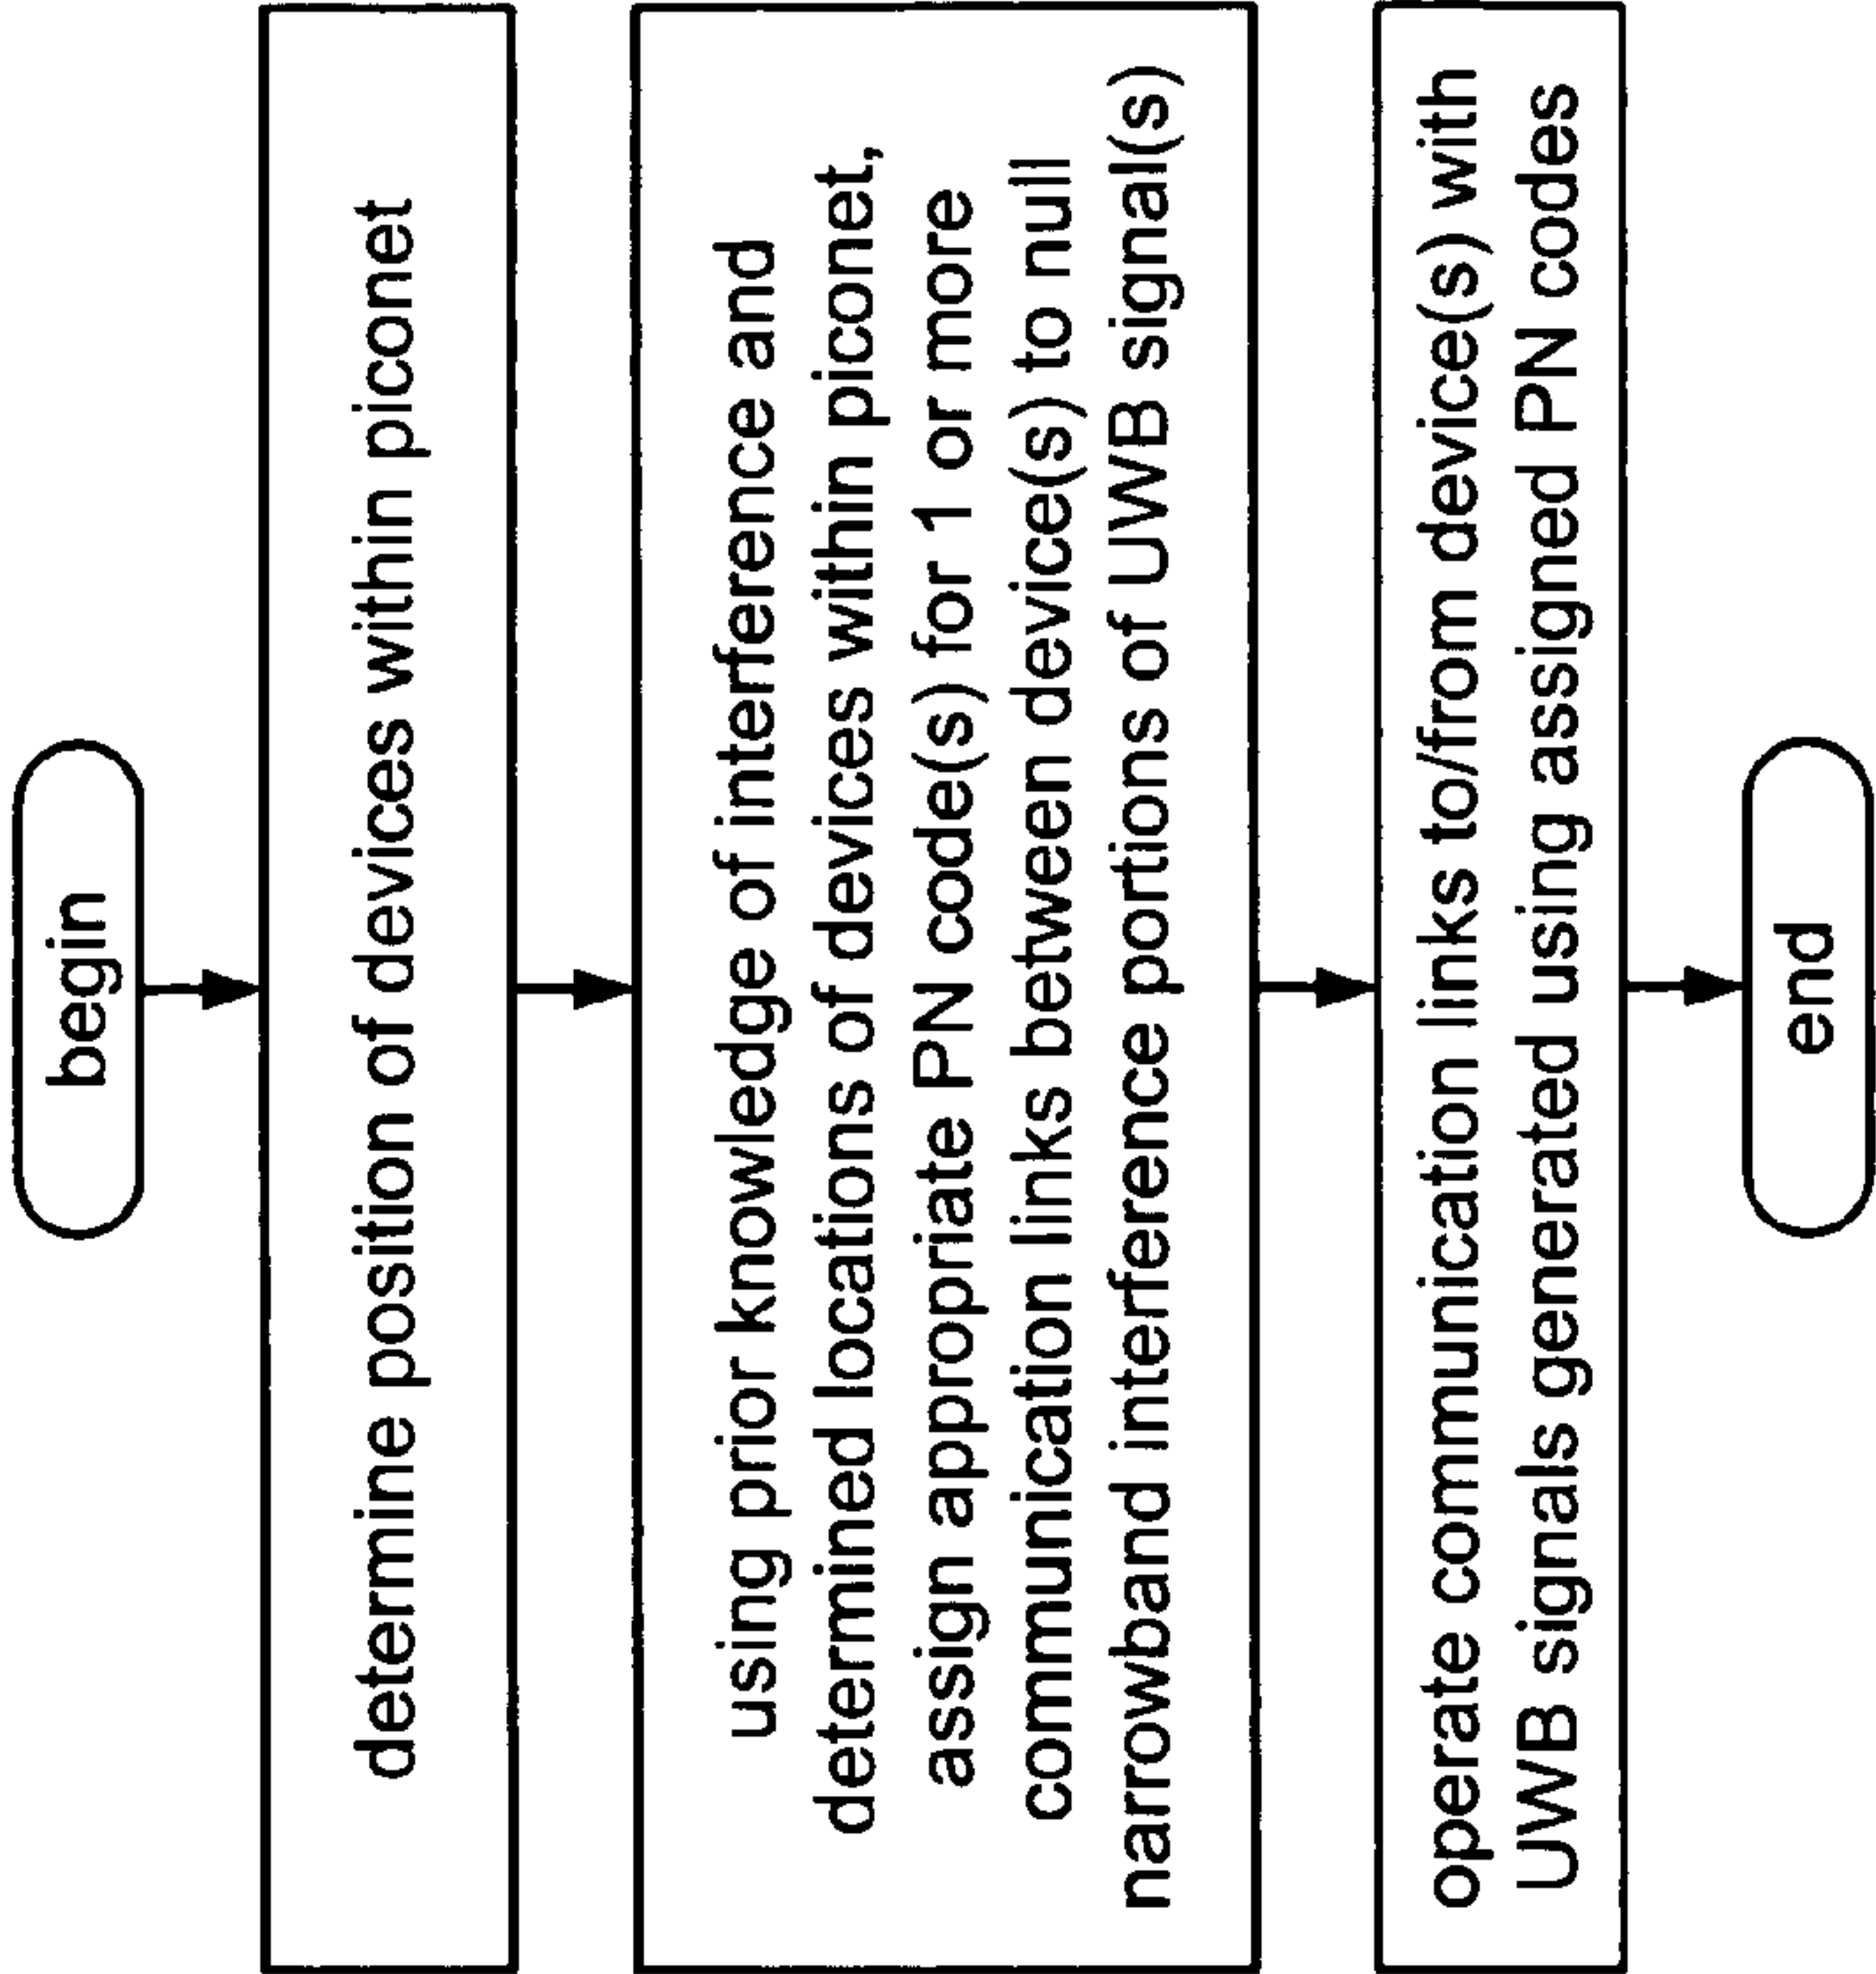 begin
determine position of devices within piconet
using prior knowledge of interference and
determined locations of devices within piconet,
assign appropriate PN code(s) for 1 or more
communication links between device(s) to null
narrowband interference portions of UWB signal(s)
operate communication links to/from device(s) with
UWB signals generated using assigned PN codes
end